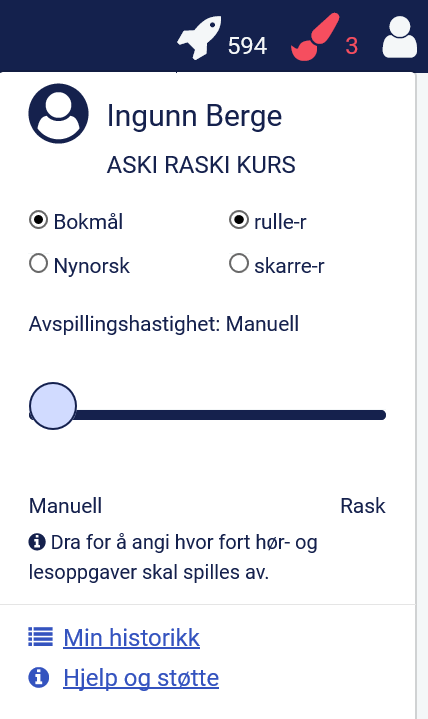 594 3
Ingunn Berge
ASKI RASKI KURS
Bokmål rulle-r
Nynorsk skarre-r
Avspillingshastighet: Manuell
Manuell Rask
Dra for å angi hvor fort hør- og
lesoppgaver skal spilles av.
Min historikk
Hjelp og støtte